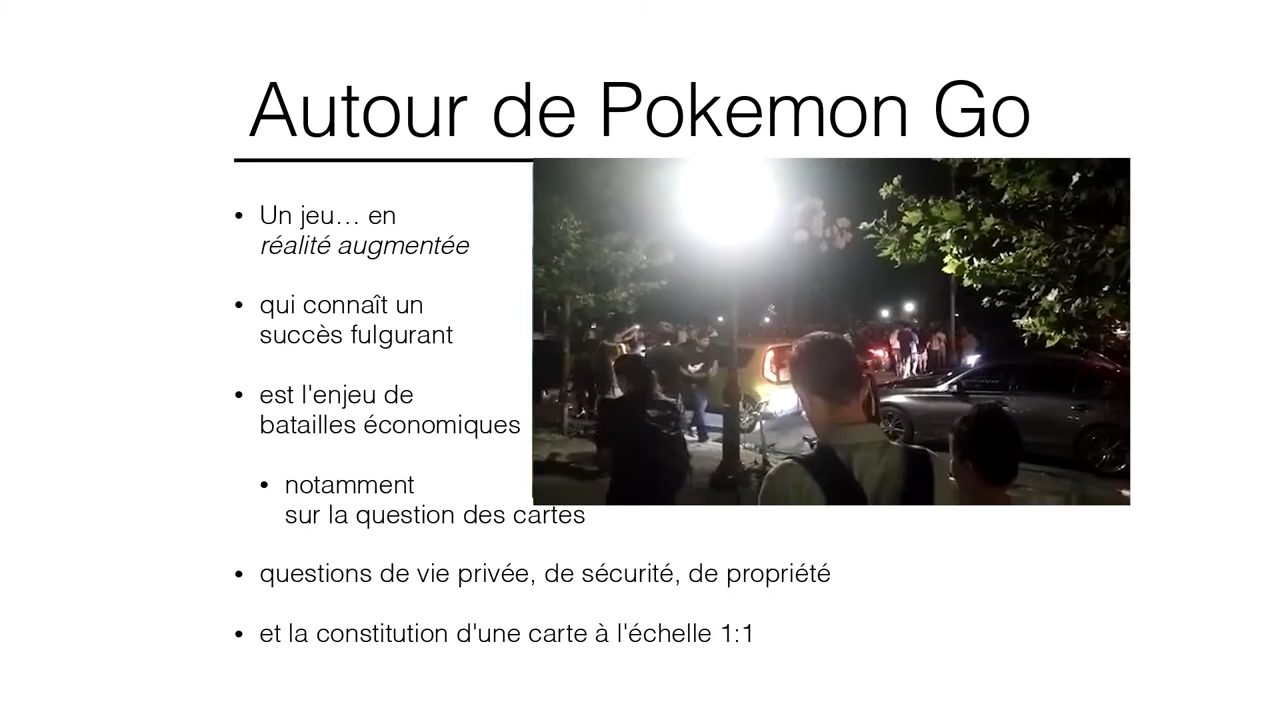 Autour de Pokemon Go
• Un jeu… en
réalité augmentée
• qui connaît un
succès fulgurant
• est l'enjeu de
batailles économiques
• notamment
sur la question des cartes
• questions de vie privée, de sécurité, de propriété
• et la constitution d'une carte à l'échelle 1:1